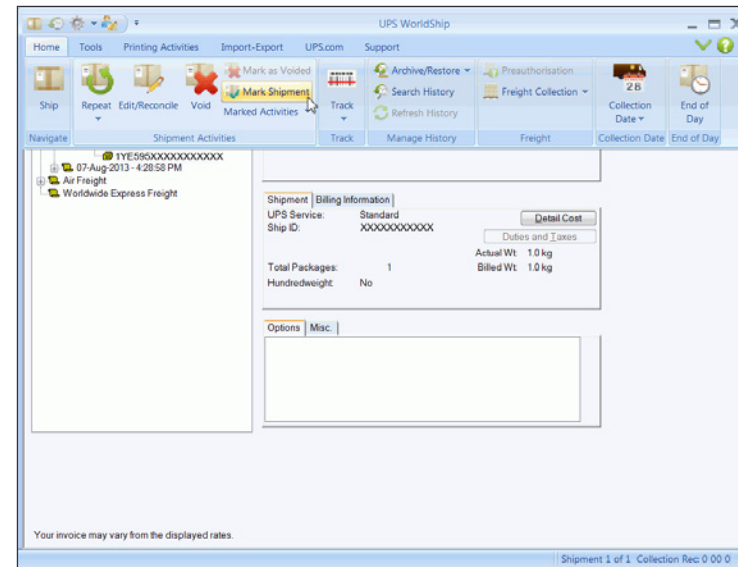 UPS WorldShip
Home Tools Printing Activities Import-Export UPS.com Support
Ship
Repeat
Edit/Reconcile
Void
Mark as Voided
Mark Shipment
Marked Activities
Track
Archive/Restore
Search History
Refresh History
Preauthorisation
Freight Collection
28
Collection
Date
End of
Day
Navigate Shipment Activities Track Manage History Freight Collection Date End of Day
1YE595XXXXXXXXXXX
07-Aug-2013 - 4:28:58 PM
Air Freight
Worldwide Express Freight
Shipment Billing Information
UPS Service: Standard
Detail Cost
Ship ID: XXXXXXXXXXX
Duties and Taxes
Actual Wt 1.0 kg
Total Packages: 1 Billed Wt 1.0 kg
Hundredweight No
Options Misc.
Your invoice may vary from the displayed rates.
Shipment 1 of 1 Collection Rec: 0 00 0